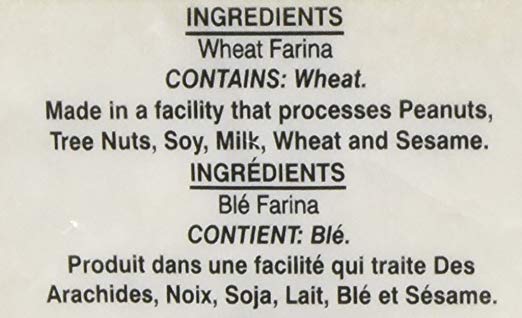 INGREDIENTS
Wheat Farina
CONTAINS: Wheat.
Made in a facility that processes Peanuts,
Tree Nuts, Soy, Milk, Wheat and Sesame.
INGRÉDIENTS
Blé Farina
CONTIENT: Blé.
Produit dans une facilité qui traite Des
Arachides, Noix, Soja, Lait, Blé et Sésame.